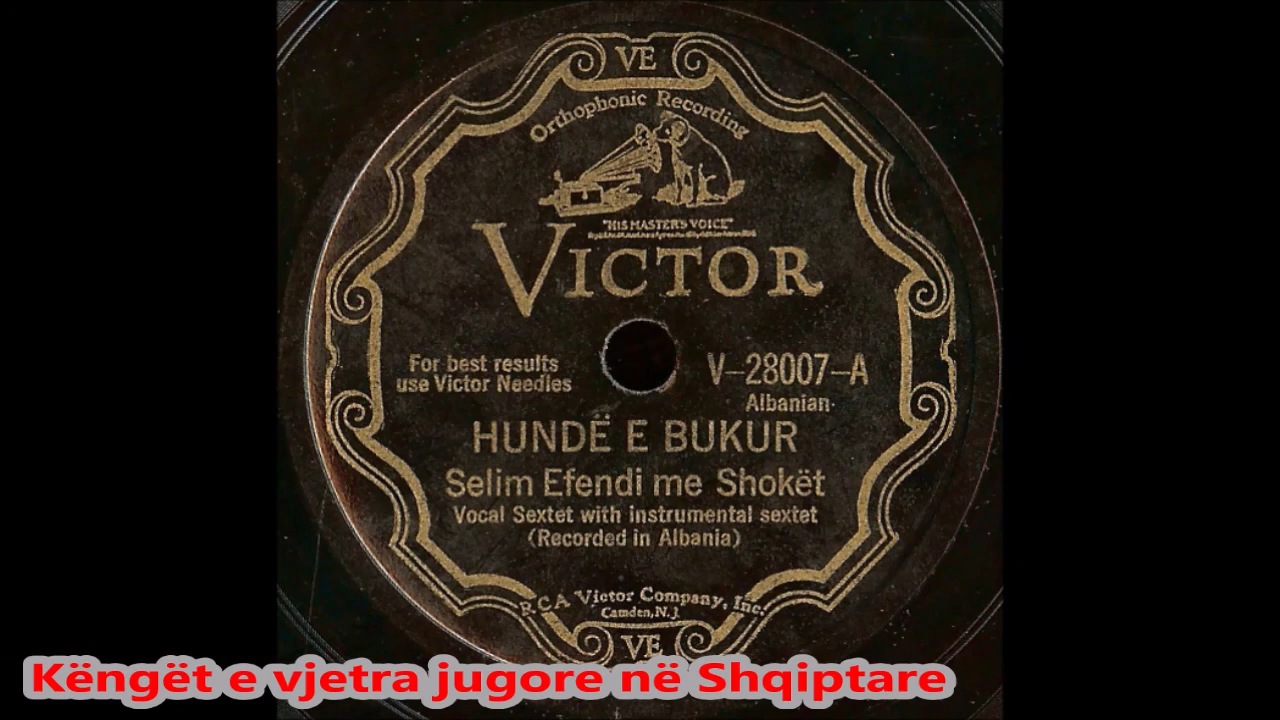 VE
Orthophonic Recording
"HIS MASTER'S VOICE"
VICTOR
For best results
use Victor Needles
V–28007–A
Albanian
HUNDË E BUKUR
Selim Efendi me Shokët
Vocal Sextet with instrumental sextet
(Recorded in Albania)
RCA Victor Company, Inc.
Camden, N.J.
VE
Këngët e vjetra jugore në Shqiptare